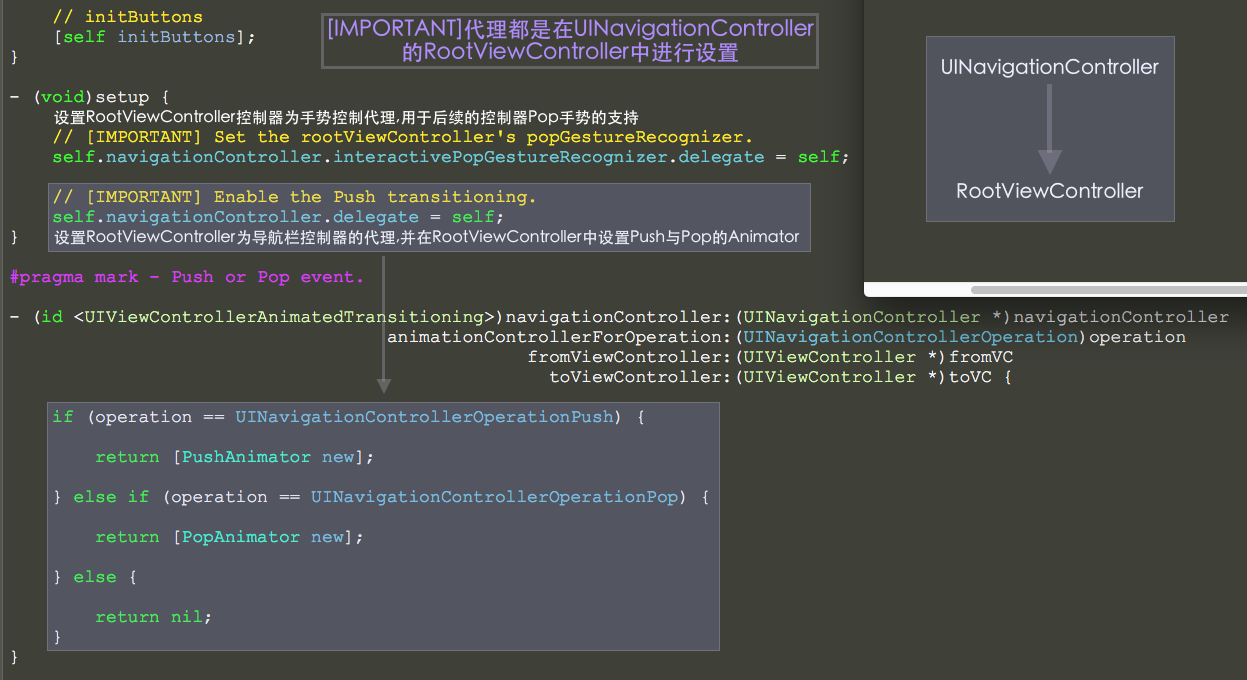 // initButtons
[self initButtons];
}
[IMPORTANT]代理都是在UINavigationController
的RootViewController中进行设置
UINavigationController
RootViewController
- (void)setup {
设置RootViewController控制器为手势控制代理,用于后续的控制器Pop手势的支持
// [IMPORTANT] Set the rootViewController's popGestureRecognizer.
self.navigationController.interactivePopGestureRecognizer.delegate = self;
// [IMPORTANT] Enable the Push transitioning.
self.navigationController.delegate = self;
} 设置RootViewController为导航栏控制器的代理,并在RootViewController中设置Push与Pop的Animator
#pragma mark - Push or Pop event.
- (id <UIViewControllerAnimatedTransitioning>)navigationController:(UINavigationController *)navigationController
animationControllerForOperation:(UINavigationControllerOperation)operation
fromViewController:(UIViewController *)fromVC
toViewController:(UIViewController *)toVC {
if (operation == UINavigationControllerOperationPush) {
return [PushAnimator new];
} else if (operation == UINavigationControllerOperationPop) {
return [PopAnimator new];
} else {
return nil;
}
}